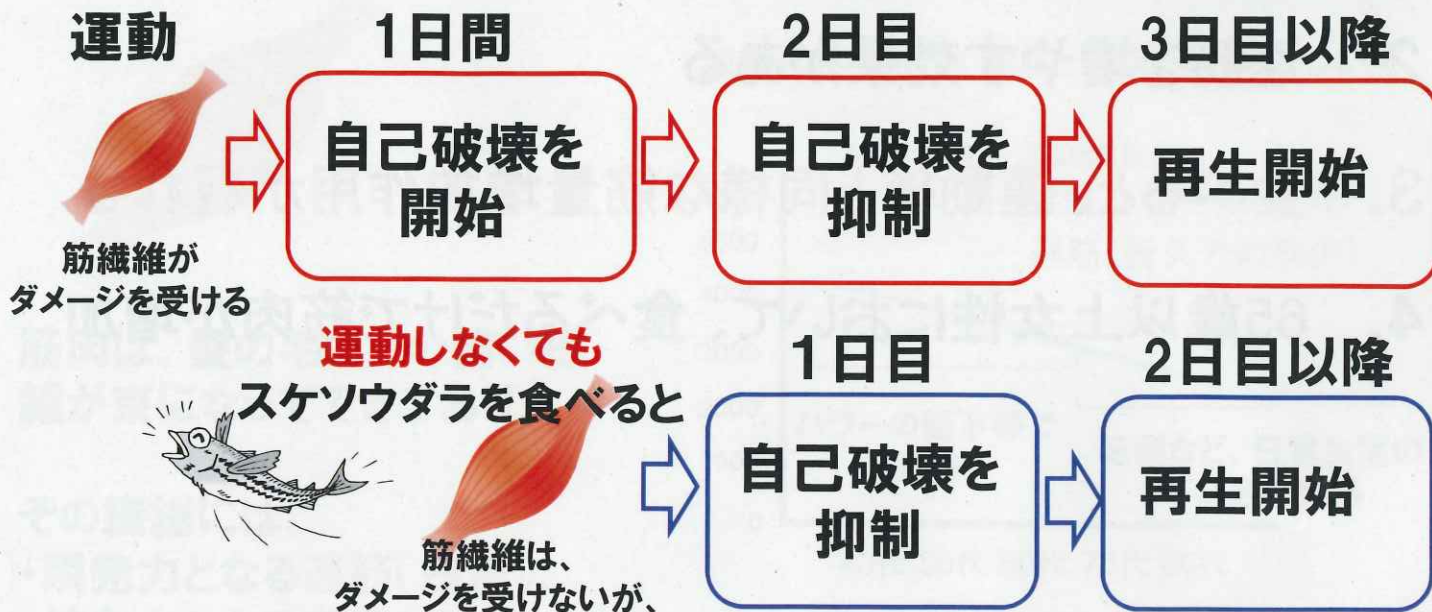 運動
1日間
2日目
3日目以降
自己破壊を
開始
自己破壊を
抑制
再生開始
筋繊維が
ダメージを受ける
運動しなくても
スケソウダラを食べると
1日目
2日目以降
自己破壊を
抑制
再生開始
筋繊維は、
ダメージを受けないが、